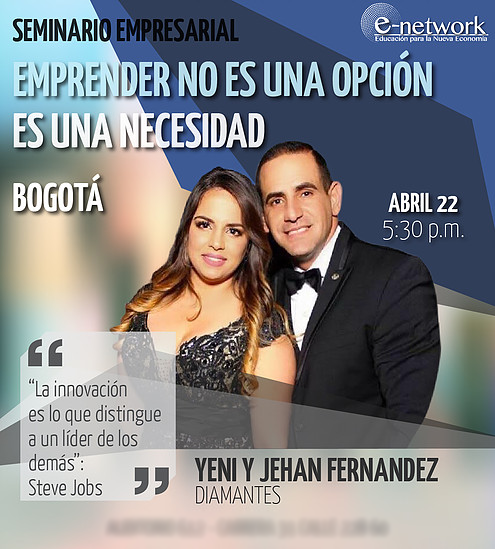 SEMINARIO EMPRESARIAL
e-network
Educación para la Nueva Economía
EMPRENDER NO ES UNA OPCIÓN
ES UNA NECESIDAD
BOGOTÁ
ABRIL 22
5:30 p.m.
“
“La innovación
es lo que distingue
a un líder de los
demás”:
Steve Jobs
”
YENI Y JEHAN FERNANDEZ
DIAMANTES